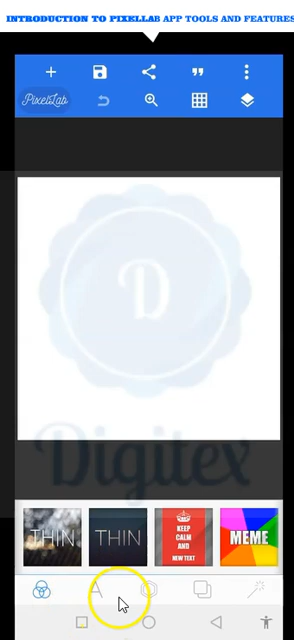 INTRODUCTION TO PIXELLAB APP TOOLS AND FEATURES
PixelLab
D
Digitex
THIN
THIN
KEEP
CALM
AND
NEW TEXT
MEME
A